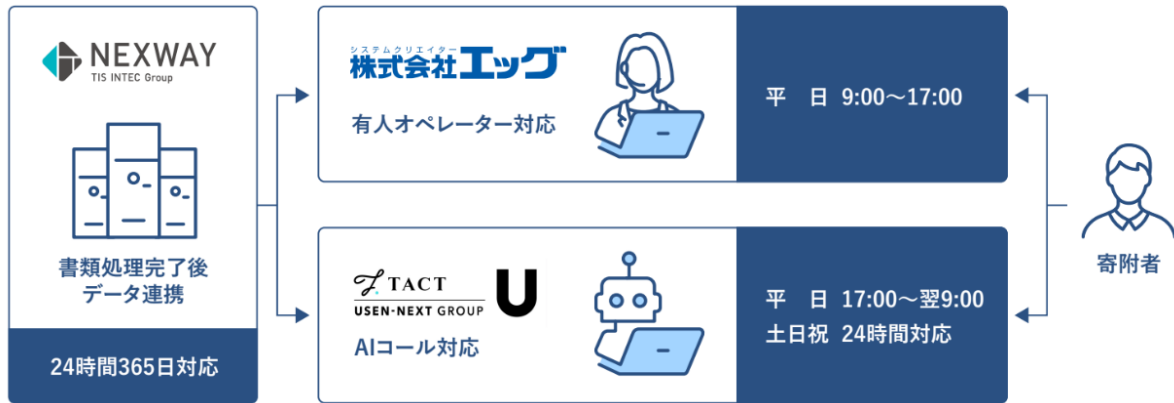 NEXWAY
TIS INTEC Group
書類処理完了後
データ連携
24時間365日対応
システムクリエイター
株式会社エッグ
有人オペレーター対応
平　日 9:00～17:00
TACT
USEN-NEXT GROUP
U
AIコール対応
平　日 17:00～翌9:00
土日祝 24時間対応
寄附者